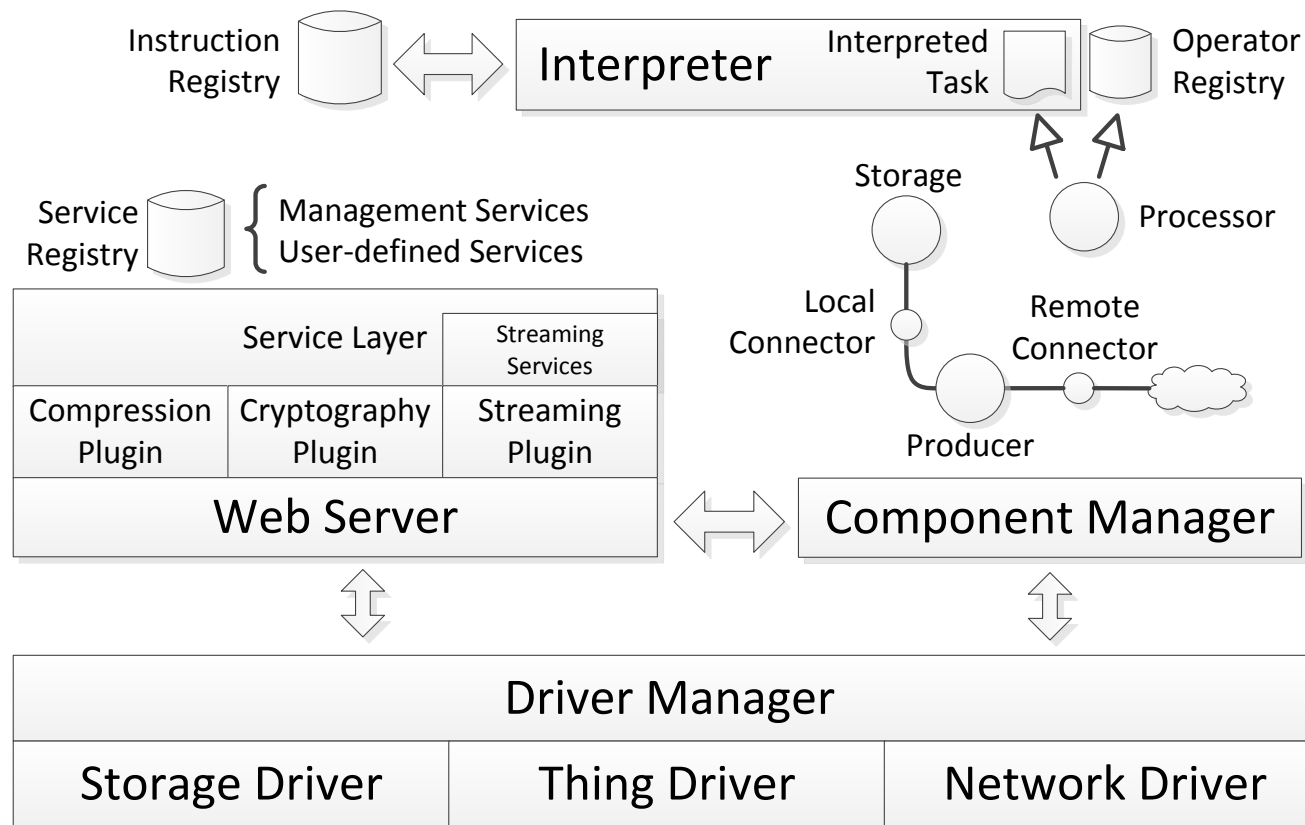 Instruction
Registry
Interpreter
Interpreted
Task
Operator
Registry
Storage
Processor
Service
Registry
Management Services
User-defined Services
Local
Connector
Remote
Connector
Service Layer
Streaming
Services
Compression
Plugin
Cryptography
Plugin
Streaming
Plugin
Producer
Web Server
Component Manager
Driver Manager
Storage Driver
Thing Driver
Network Driver